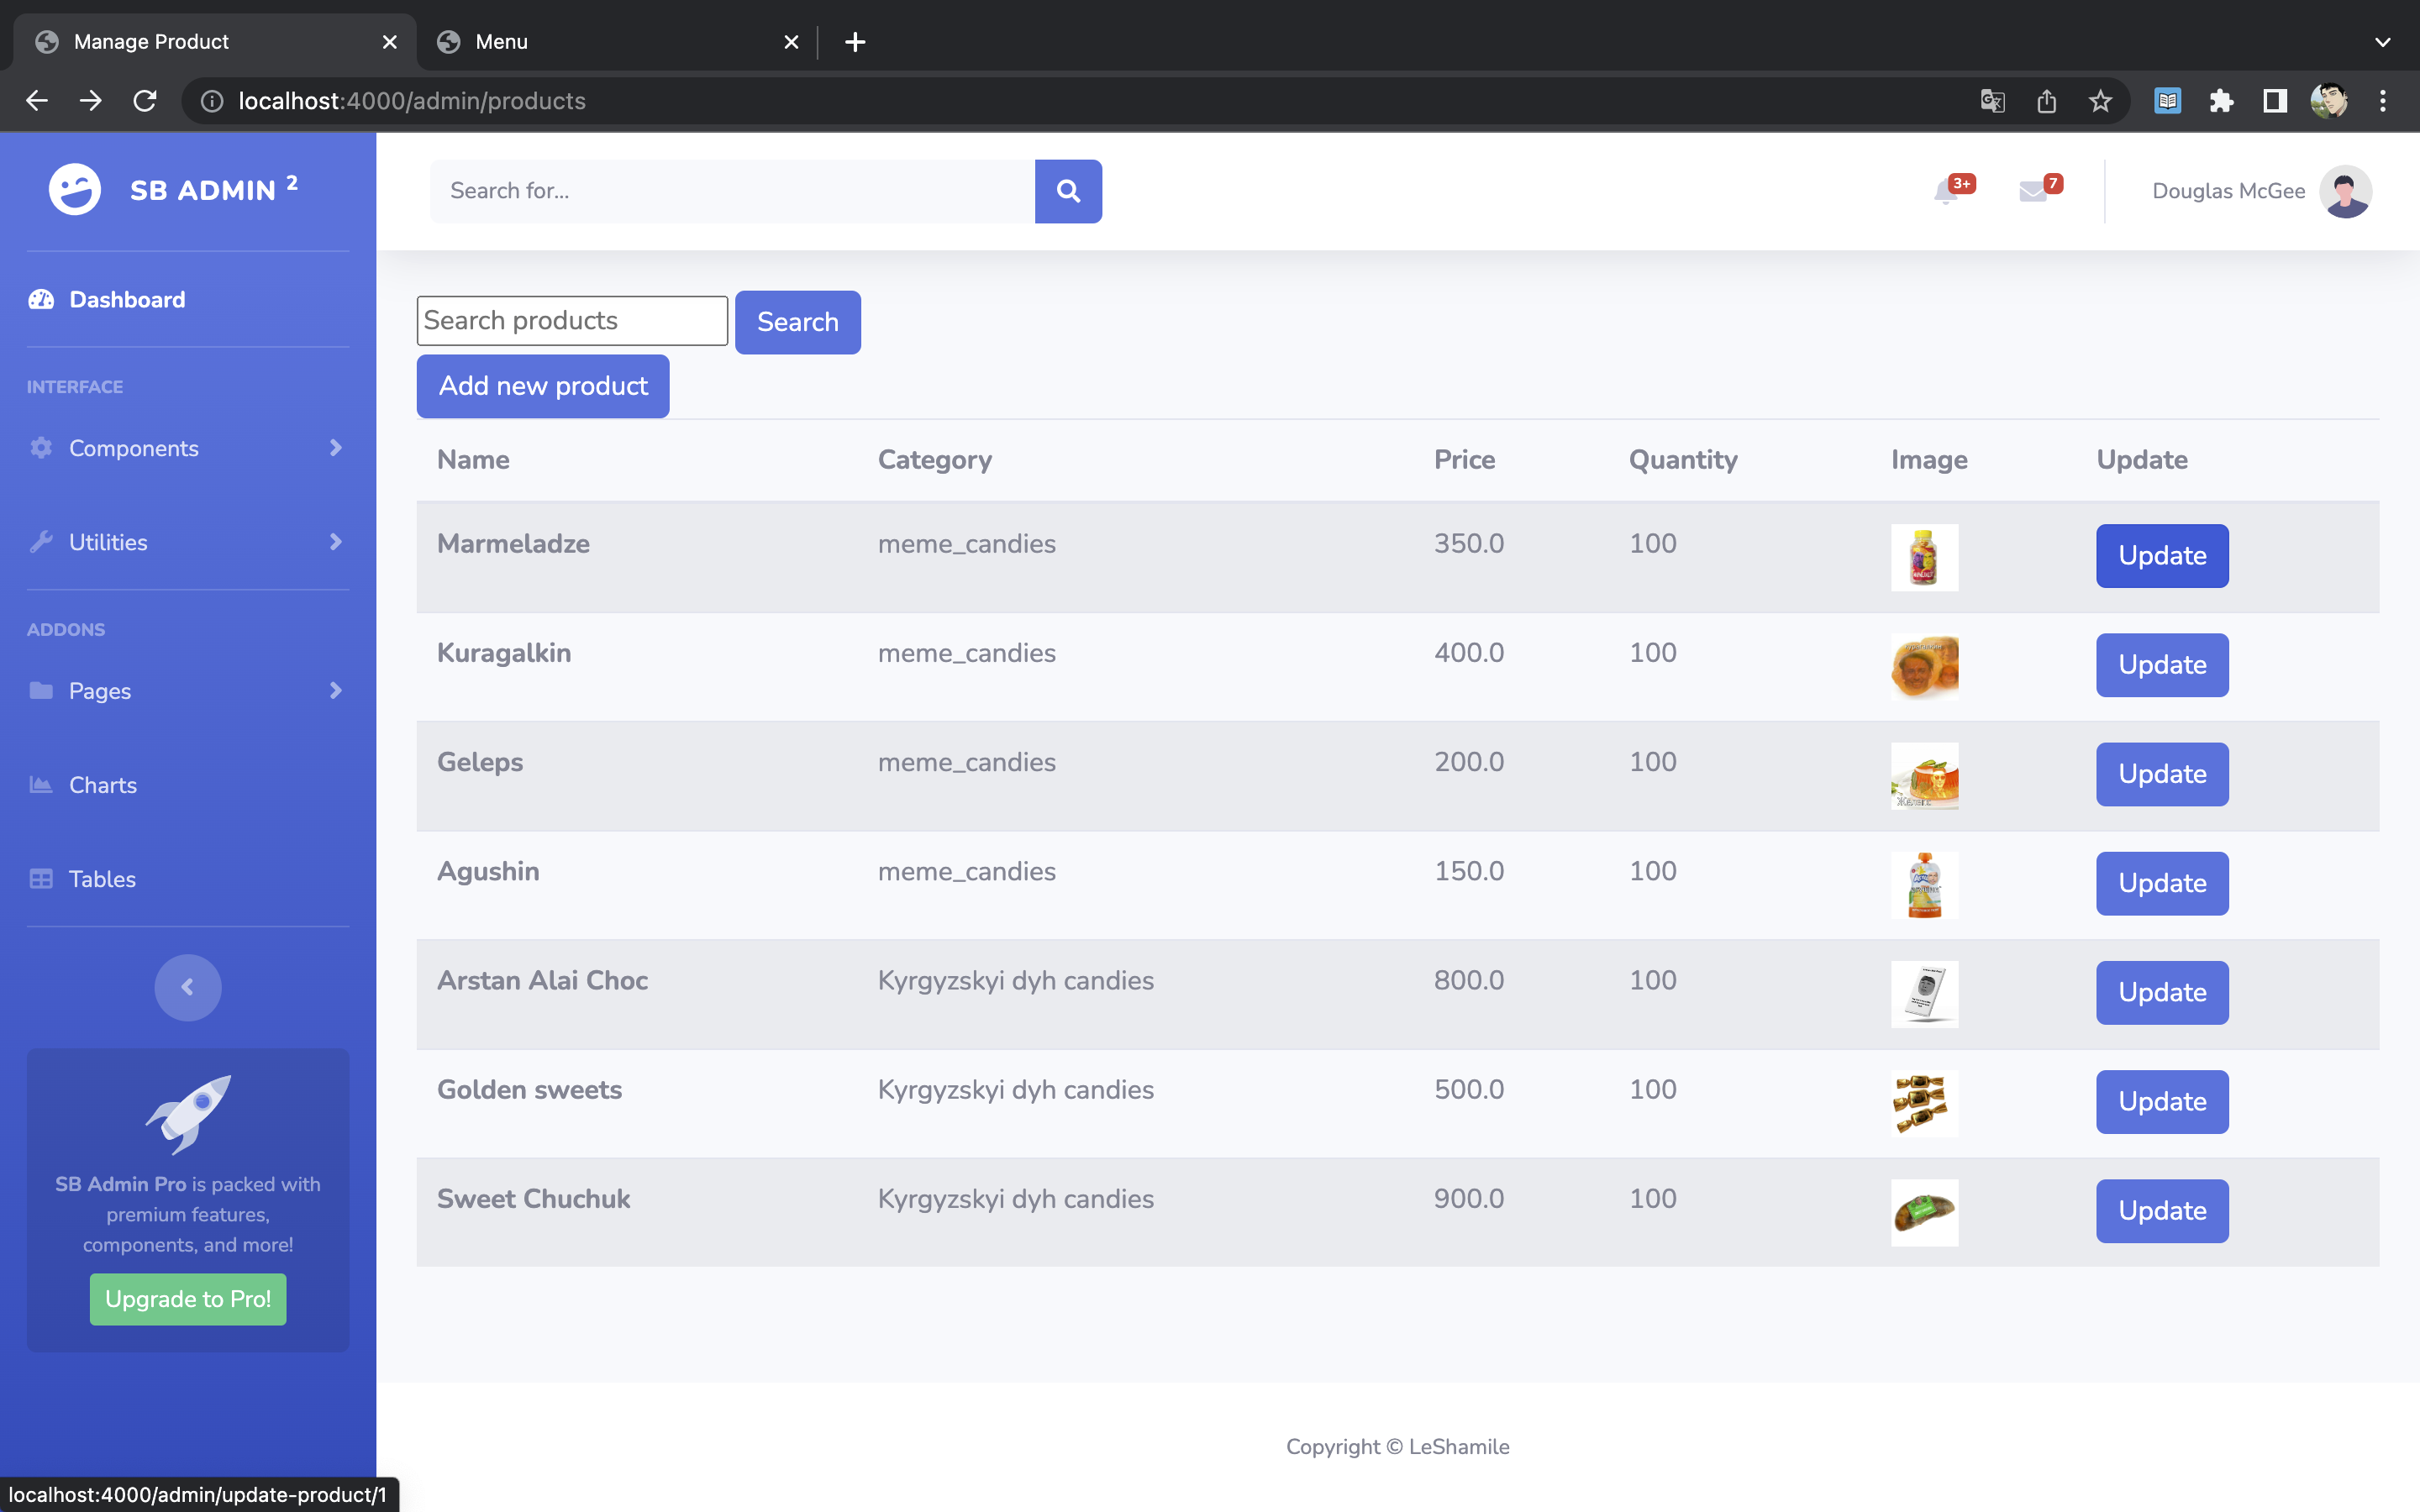 Manage Product
Menu
localhost:4000/admin/products
SB ADMIN 2
Search for...
3+
7
Douglas McGee
Dashboard
INTERFACE
Components
Utilities
ADDONS
Pages
Charts
Tables
SB Admin Pro is packed with
premium features,
components, and more!
Upgrade to Pro!
Search products
Search
Add new product
Name Category Price Quantity Image Update
Marmeladze meme_candies 350.0 100 Update
Kuragalkin meme_candies 400.0 100 Update
Geleps meme_candies 200.0 100 Update
Agushin meme_candies 150.0 100 Update
Arstan Alai Choc Kyrgyzskyi dyh candies 800.0 100 Update
Golden sweets Kyrgyzskyi dyh candies 500.0 100 Update
Sweet Chuchuk Kyrgyzskyi dyh candies 900.0 100 Update
Copyright © LeShamile
localhost:4000/admin/update-product/1